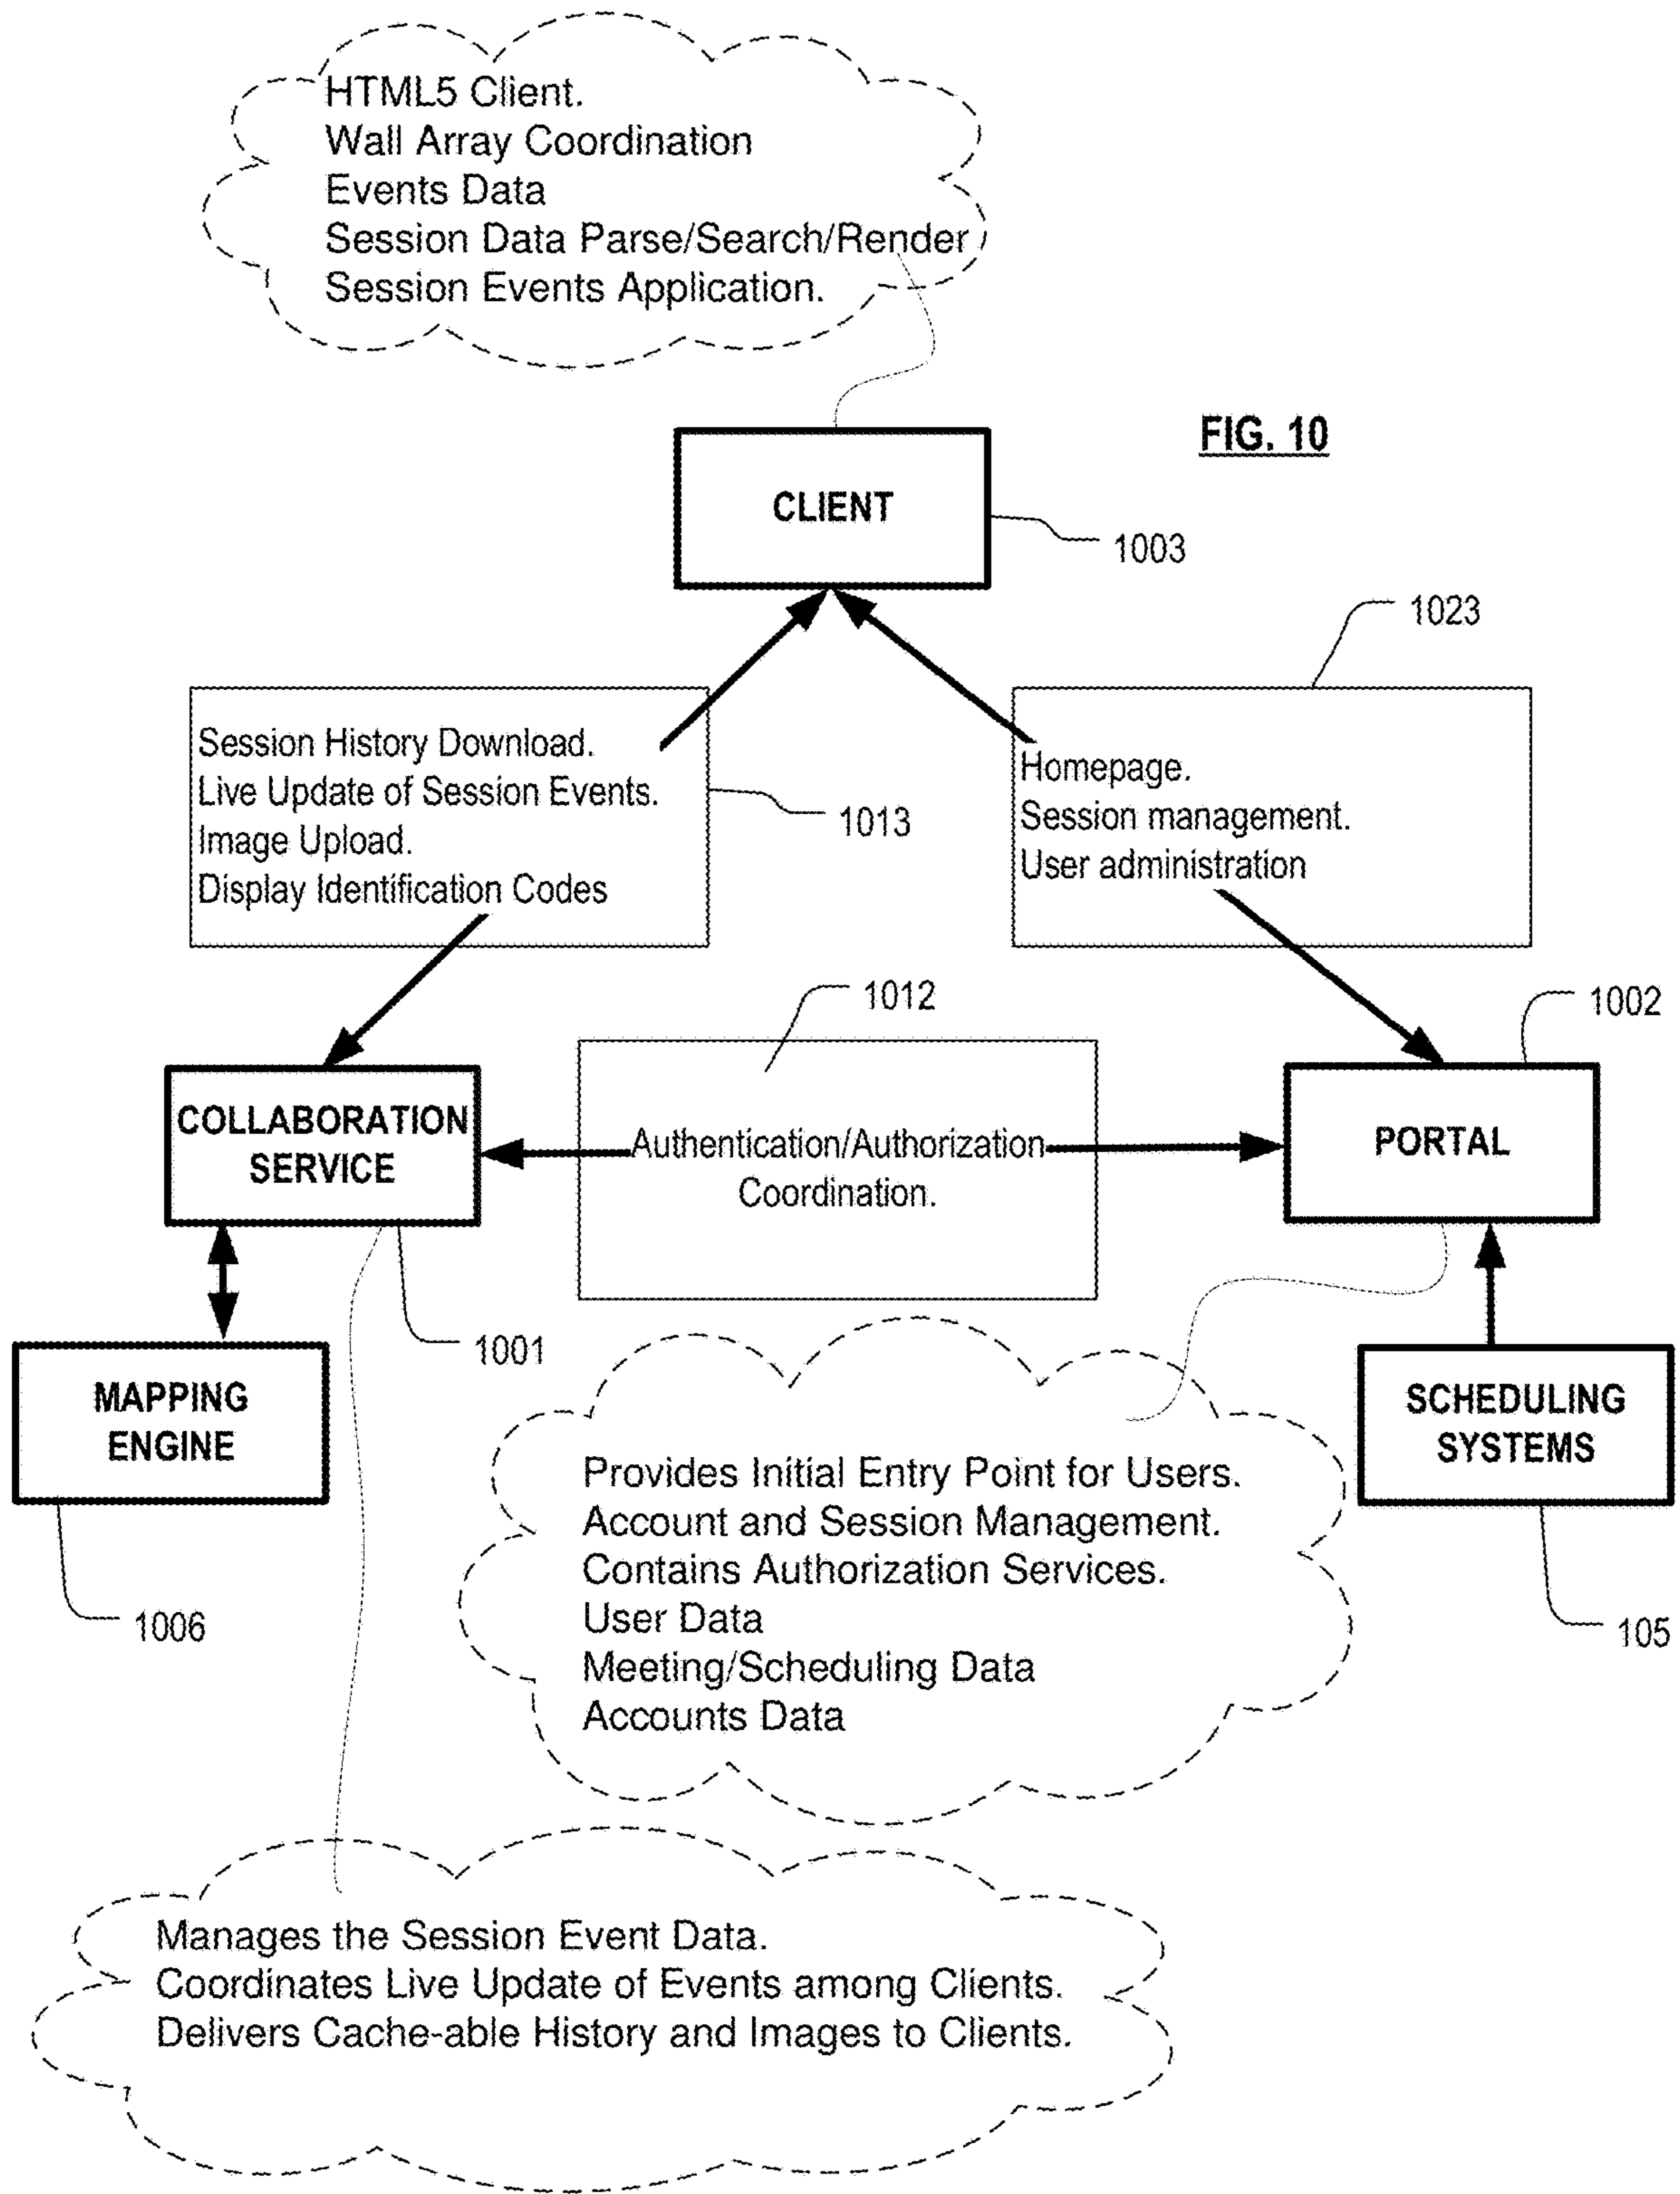 HTML5 Client.
Wall Array Coordination
Events Data
Session Data Parse/Search/Render
Session Events Application.
FIG. 10
CLIENT
1003
1023
Session History Download.
Live Update of Session Events.
Image Upload.
Display Identification Codes
1013
Homepage.
Session management.
User administration
1012
1002
COLLABORATION
SERVICE
Authentication/Authorization
Coordination.
PORTAL
1001
MAPPING
ENGINE
SCHEDULING
SYSTEMS
1006
105
Provides Initial Entry Point for Users.
Account and Session Management.
Contains Authorization Services.
User Data
Meeting/Scheduling Data
Accounts Data
Manages the Session Event Data.
Coordinates Live Update of Events among Clients.
Delivers Cache-able History and Images to Clients.